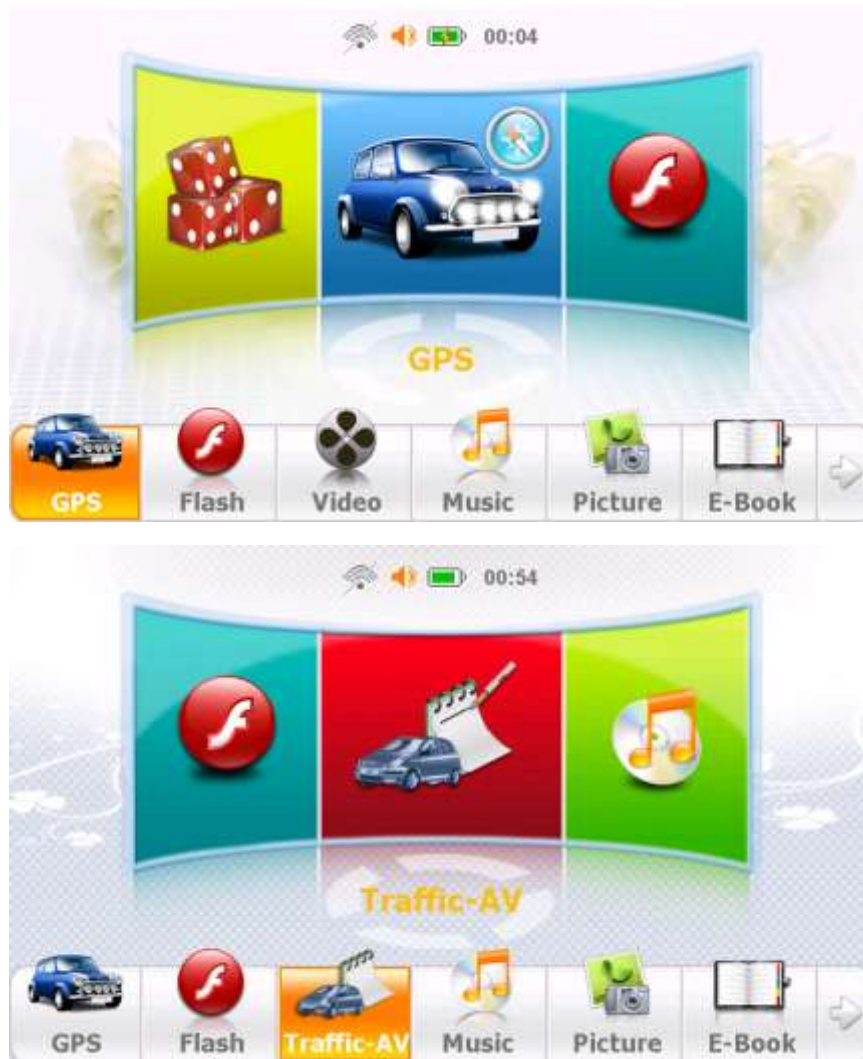 00:04
GPS
GPS Flash Video Music Picture E-Book
00:54
Traffic-AV
GPS Flash Traffic-AV Music Picture E-Book